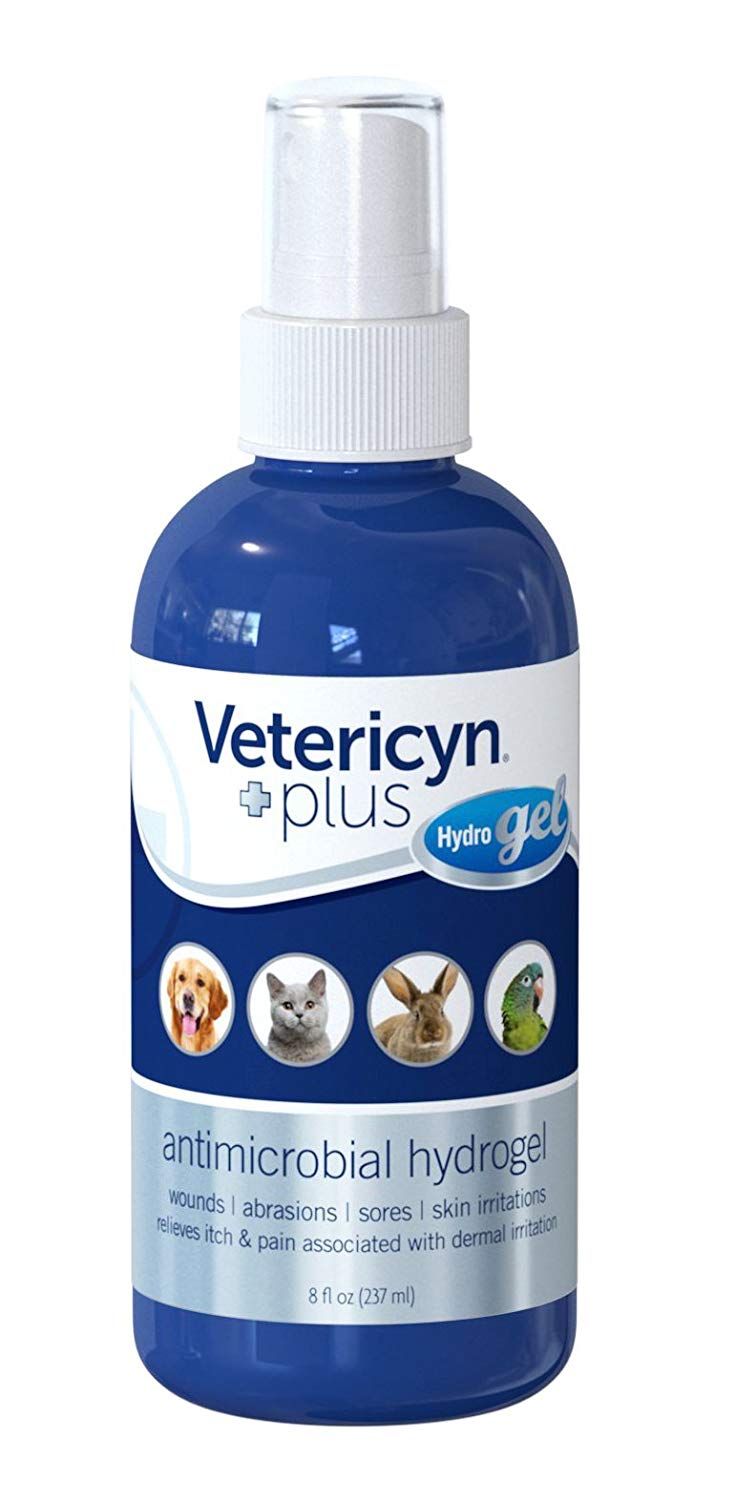 Vetericyn®
plus
Hydro gel
antimicrobial hydrogel
wounds | abrasions | sores | skin irritations
relieves itch & pain associated with dermal irritation
8 fl oz (237 ml)